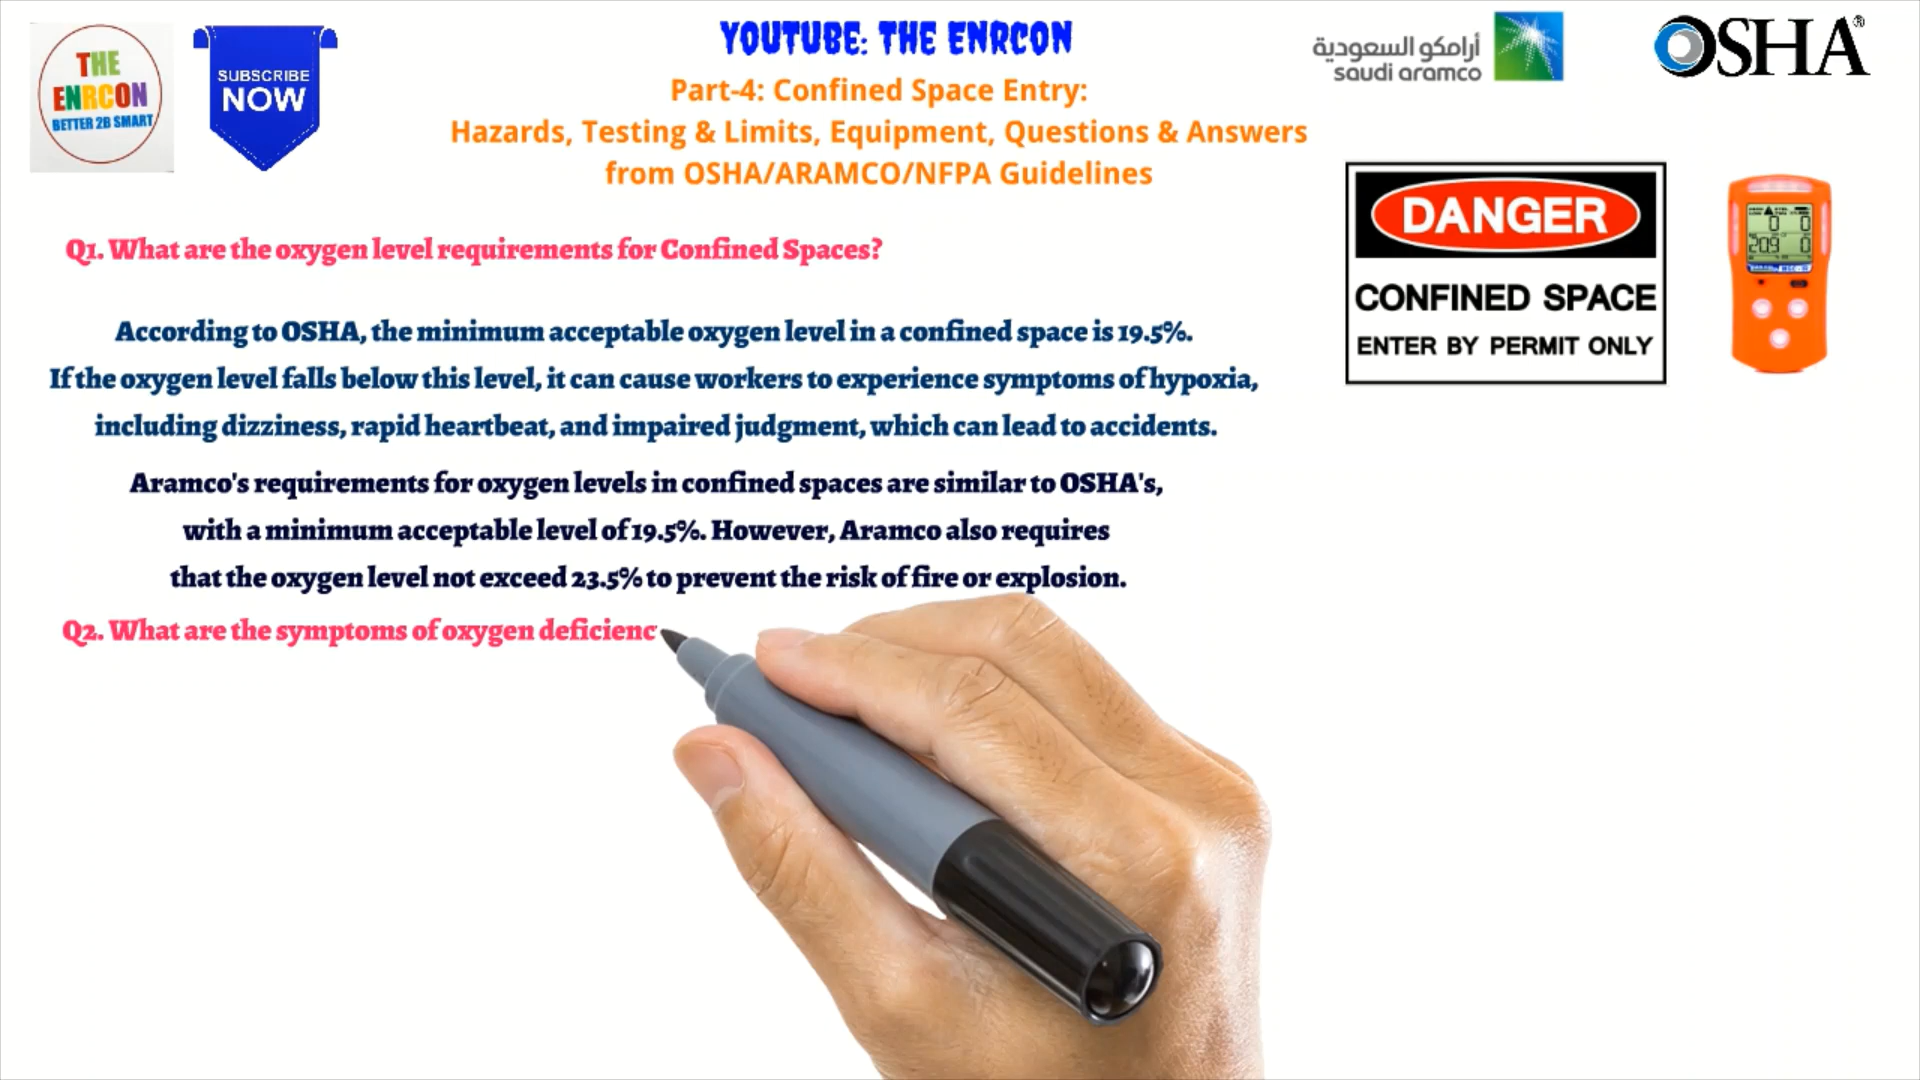 THE
ENRCON
BETTER 2B SMART
SUBSCRIBE
NOW
YOUTUBE: THE ENRCON
Part-4: Confined Space Entry:
Hazards, Testing & Limits, Equipment, Questions & Answers
from OSHA/ARAMCO/NFPA Guidelines
أرامكو السعودية
saudi aramco
OSHA®
DANGER
CONFINED SPACE
ENTER BY PERMIT ONLY
0 0
20.9 0
Q1. What are the oxygen level requirements for Confined Spaces?
According to OSHA, the minimum acceptable oxygen level in a confined space is 19.5%.
If the oxygen level falls below this level, it can cause workers to experience symptoms of hypoxia,
including dizziness, rapid heartbeat, and impaired judgment, which can lead to accidents.
Aramco's requirements for oxygen levels in confined spaces are similar to OSHA's,
with a minimum acceptable level of 19.5%. However, Aramco also requires
that the oxygen level not exceed 23.5% to prevent the risk of fire or explosion.
Q2. What are the symptoms of oxygen deficienc